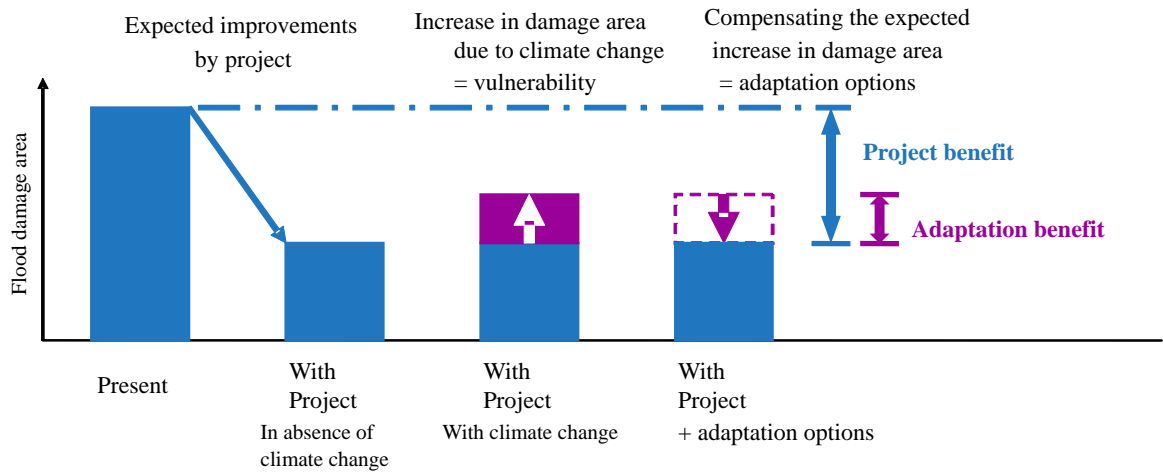 Expected improvements
by project
Increase in damage area
due to climate change
= vulnerability
Compensating the expected
increase in damage area
= adaptation options
Flood damage area
Project benefit
Adaptation benefit
Present
With
Project
In absence of
climate change
With
Project
With climate change
With
Project
+ adaptation options